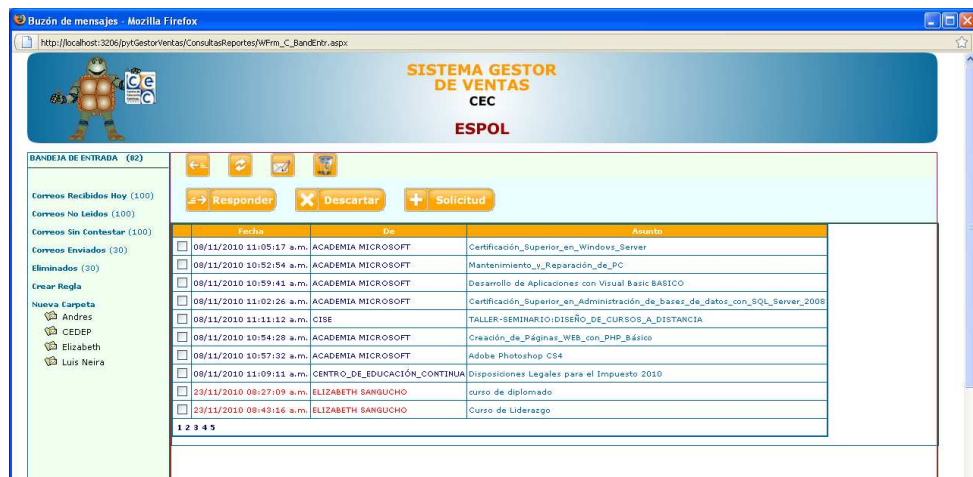 Buzón de mensajes - Mozilla Firefox
http://localhost:3206/pytGestorVentas/ConsultasReportes/WFrm_C_BandEntr.aspx
CeC
SISTEMA GESTOR
DE VENTAS
CEC
ESPOL
BANDEJA DE ENTRADA (82)
Correos Recibidos Hoy (100)
Correos No Leidos (100)
Correos Sin Contestar (100)
Correos Enviados (30)
Eliminados (30)
Crear Regla
Nueva Carpeta
Andres
CEDEP
Elizabeth
Luis Neira
Responder Descartar Solicitud
Fecha De Asunto
08/11/2010 11:05:17 a.m. ACADEMIA MICROSOFT Certificación_Superior_en_Windovs_Server
08/11/2010 10:52:54 a.m. ACADEMIA MICROSOFT Mantenimiento_y_Reparación_de_PC
08/11/2010 10:59:41 a.m. ACADEMIA MICROSOFT Desarrollo de Aplicaciones con Visual Basic BASICO
08/11/2010 11:02:26 a.m. ACADEMIA MICROSOFT Certificación_Superior_en_Administración_de_bases_de_datos_con_SQL_Server_2008
08/11/2010 11:11:12 a.m. CISE TALLER-SEMINARIO:DISEÑO_DE_CURSOS_A_DISTANCIA
08/11/2010 10:54:28 a.m. ACADEMIA MICROSOFT Creación_de_Páginas_WEB_con_PHP_Básico
08/11/2010 10:57:32 a.m. ACADEMIA MICROSOFT Adobe Photoshop CS4
08/11/2010 11:09:11 a.m. CENTRO_DE_EDUCACIÓN_CONTINUA Disposiciones Legales para el Impuesto 2010
23/11/2010 08:27:09 a.m. ELIZABETH SANGUCHO curso de diplomado
23/11/2010 08:43:16 a.m. ELIZABETH SANGUCHO Curso de Liderazgo
1 2 3 4 5